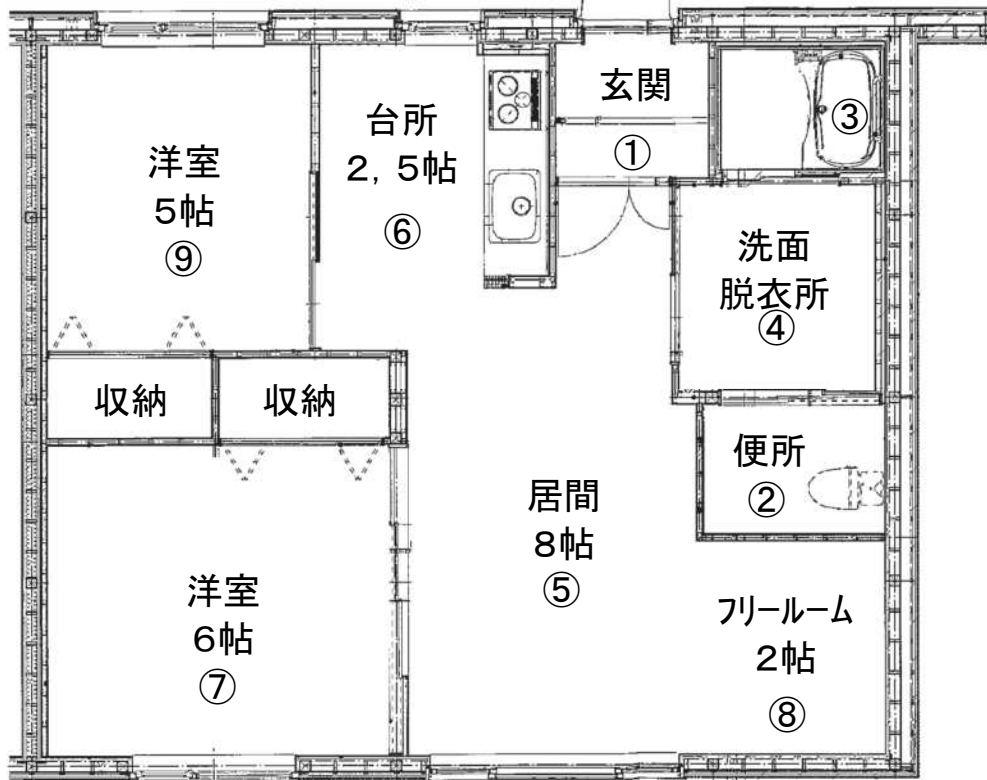 玄関
①
③
台所
2, 5帖
⑥
洋室
5帖
⑨
洗面
脱衣所
④
収納
収納
便所
②
居間
8帖
⑤
洋室
6帖
⑦
フリールーム
2帖
⑧